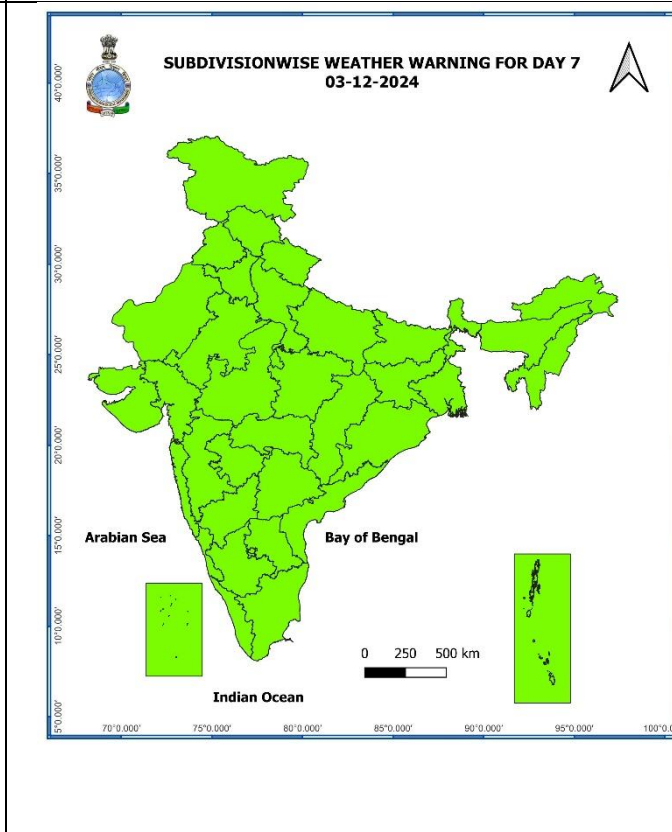 SUBDIVISIONWISE WEATHER WARNING FOR DAY 7
03-12-2024
40°0.000'
35°0.000'
30°0.000'
25°0.000'
20°0.000'
15°0.000'
10°0.000'
5°0.000'
Arabian Sea
Bay of Bengal
0 250 500 km
Indian Ocean
70°0.000' 75°0.000' 80°0.000' 85°0.000' 90°0.000' 95°0.000'